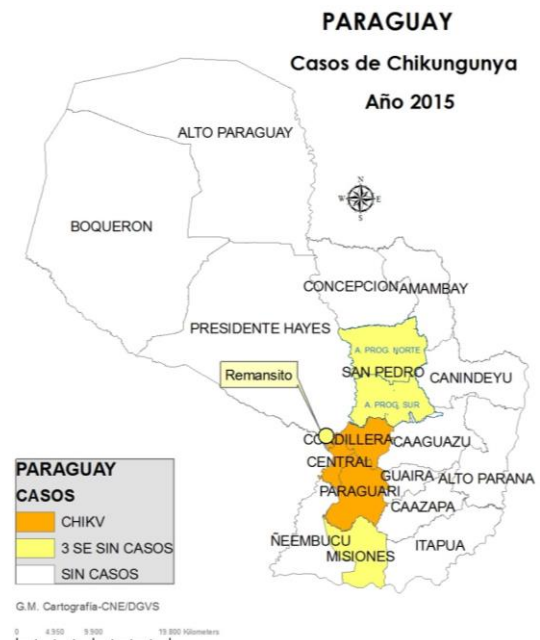 PARAGUAY
Casos de Chikungunya
Año 2015
ALTO PARAGUAY
N
W E
S
BOQUERON
CONCEPCION AMAMBAY
PRESIDENTE HAYES
A. PROG. NORTE
Remansito
SAN PEDRO
CANINDEYU
A. PROG. SUR
CORDILLERA CAAGUAZU
CENTRAL
GUAIRA ALTO PARANA
PARAGUARI
CAAZAPA
ÑEEMBUCU
MISIONES
ITAPUA
PARAGUAY
CASOS
CHIKV
3 SE SIN CASOS
SIN CASOS
G.M. Cartografía-CNE/DGVS
0 4.950 9.900 19.800 Kilometers